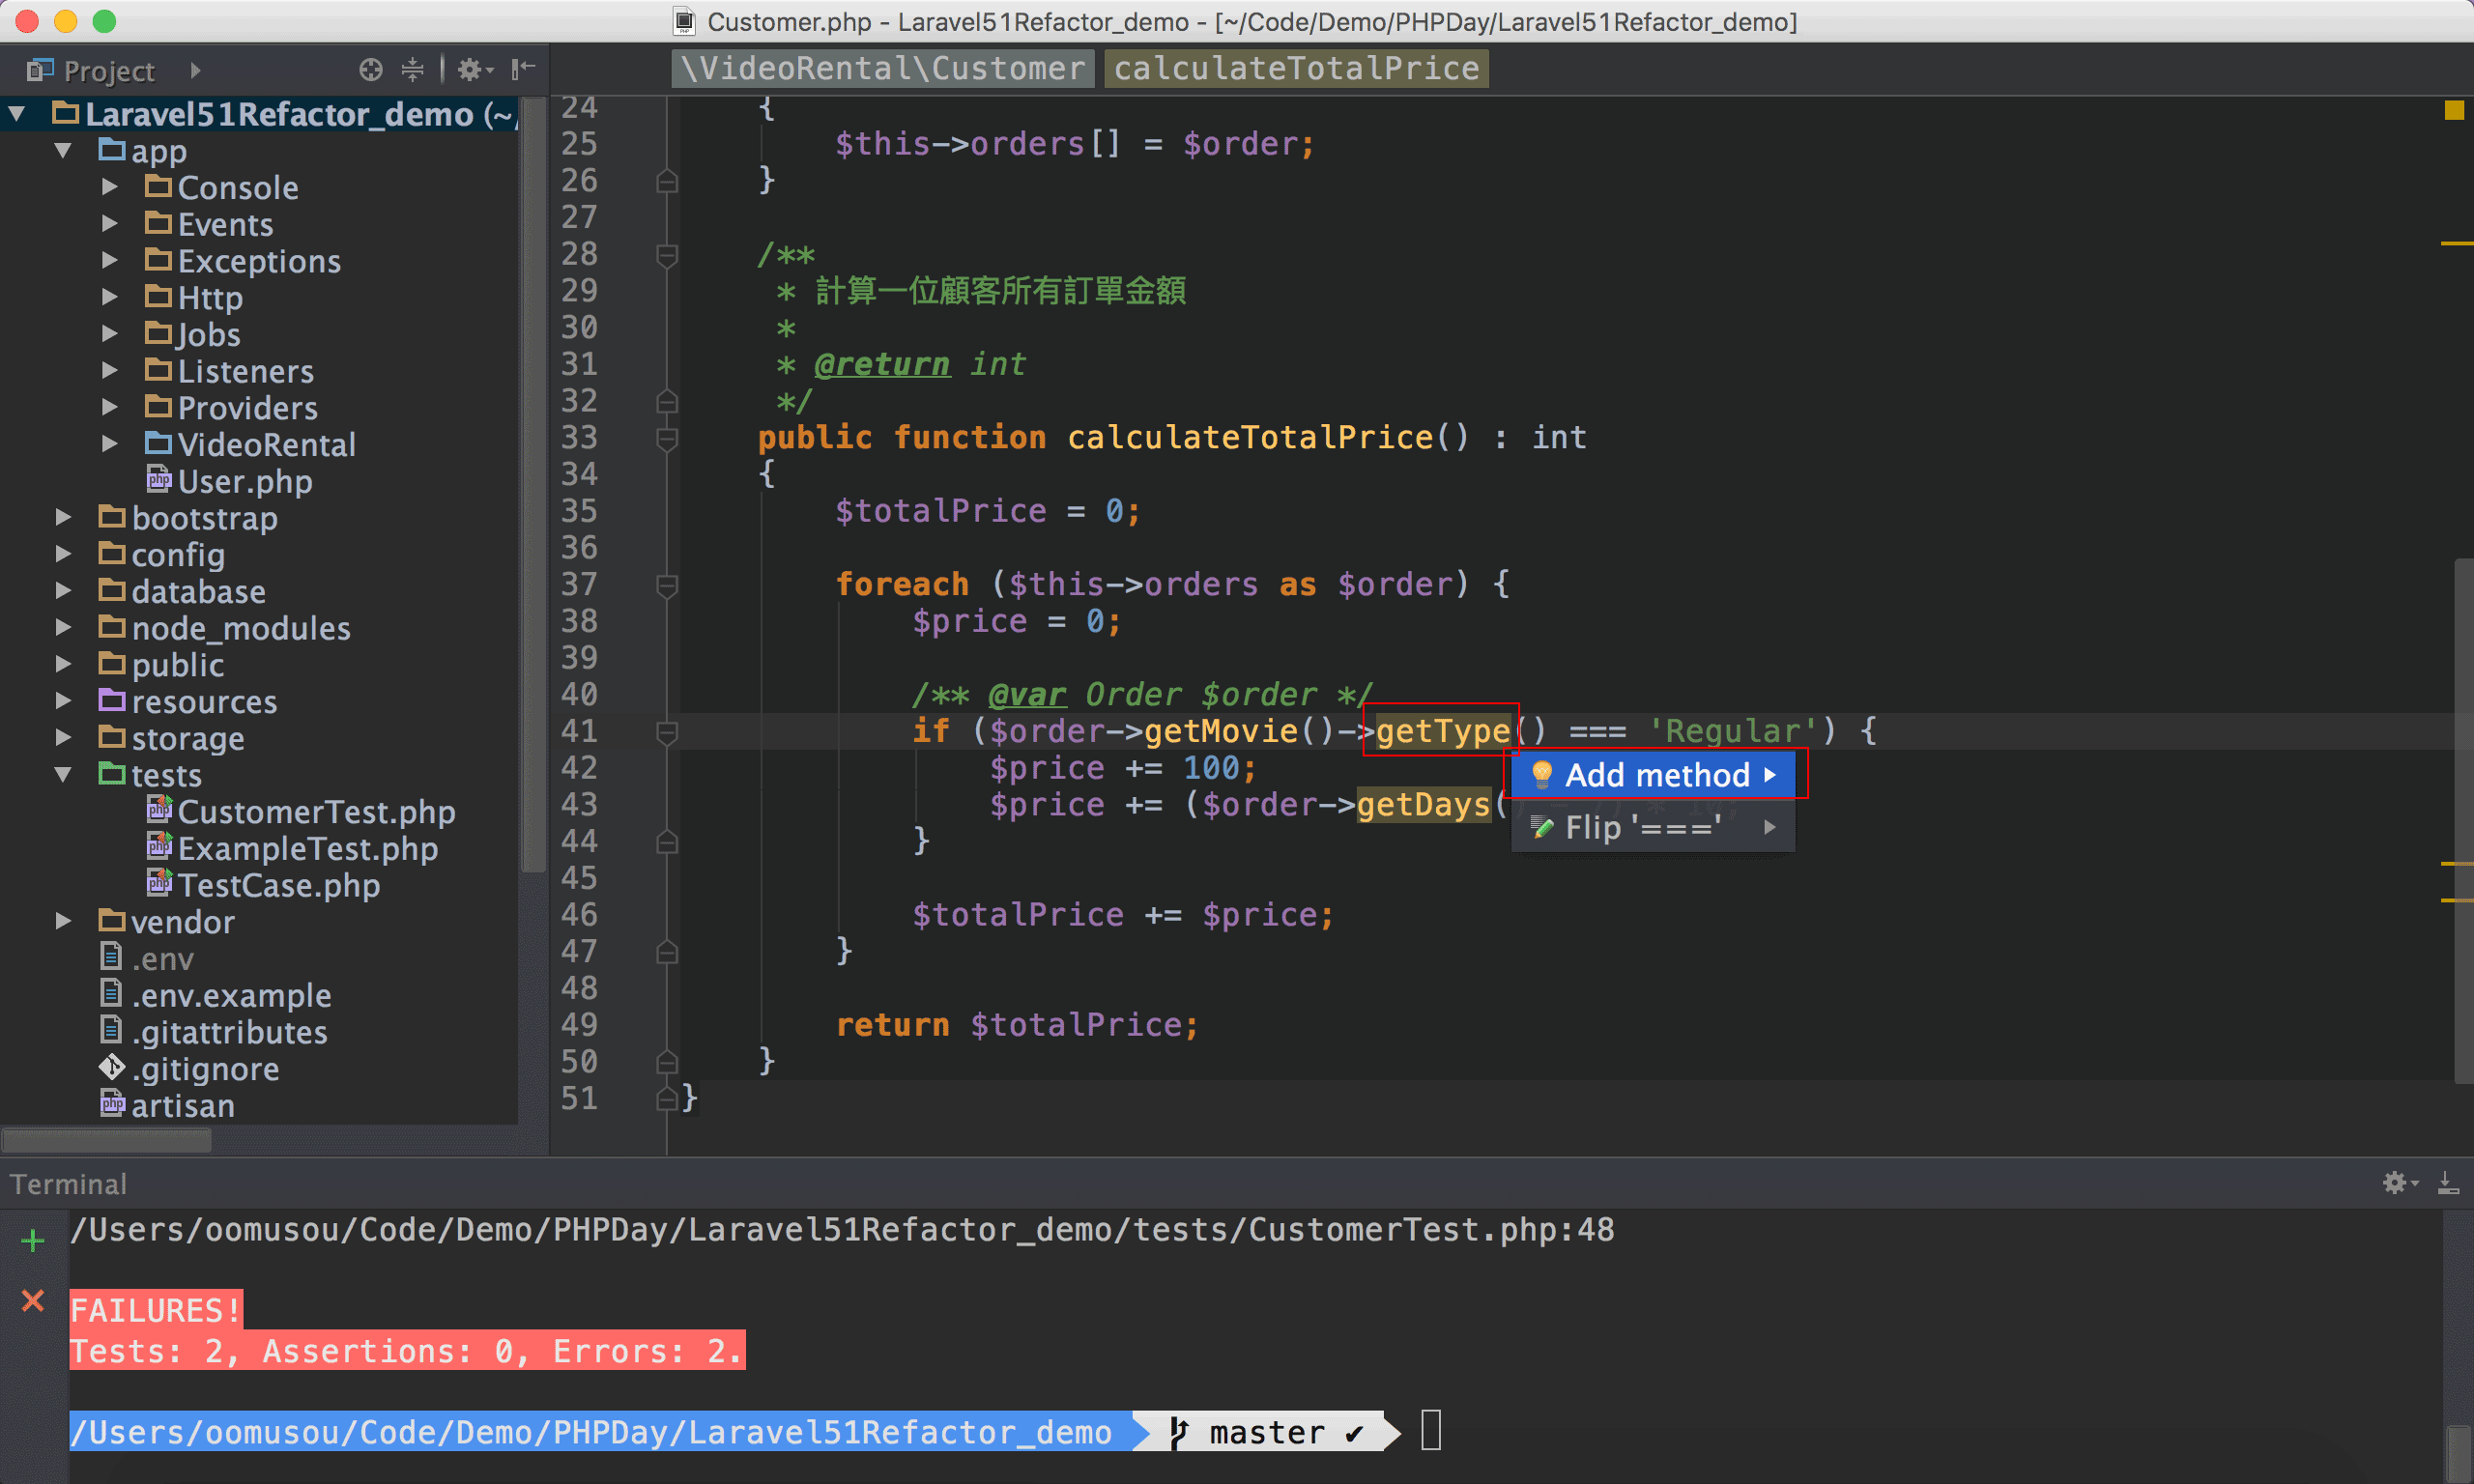 Customer.php - Laravel51Refactor_demo - [~/Code/Demo/PHPDay/Laravel51Refactor_demo]
Project
\VideoRental\Customer calculateTotalPrice
Laravel51Refactor_demo (~/
app
Console
Events
Exceptions
Http
Jobs
Listeners
Providers
VideoRental
User.php
bootstrap
config
database
node_modules
public
resources
storage
tests
CustomerTest.php
ExampleTest.php
TestCase.php
vendor
.env
.env.example
.gitattributes
.gitignore
artisan
24 {
25 $this->orders[] = $order;
26 }
27
28 /**
29 * 計算一位顧客所有訂單金額
30 *
31 * @return int
32 */
33 public function calculateTotalPrice() : int
34 {
35 $totalPrice = 0;
36
37 foreach ($this->orders as $order) {
38 $price = 0;
39
40 /** @var Order $order */
41 if ($order->getMovie()->getType() === 'Regular') {
42 $price += 100;
43 $price += ($order->getDays(
44 }
45
46 $totalPrice += $price;
47 }
48
49 return $totalPrice;
50 }
51 }
Add method
Flip '==='
Terminal
/Users/oomusou/Code/Demo/PHPDay/Laravel51Refactor_demo/tests/CustomerTest.php:48
FAILURES!
Tests: 2, Assertions: 0, Errors: 2.
/Users/oomusou/Code/Demo/PHPDay/Laravel51Refactor_demo master ✔